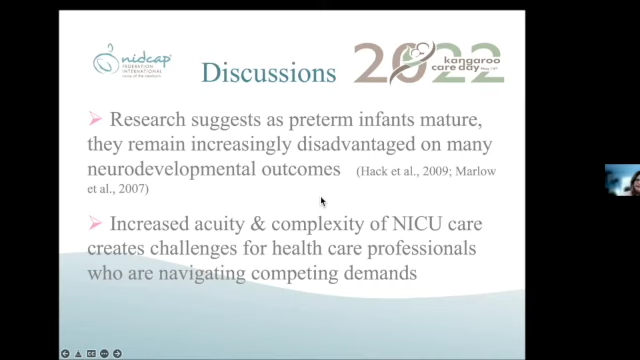 nidcap
FEDERATION
INTERNATIONAL
2022
kangaroo
care day
Discussions
Research suggests as preterm infants mature,
they remain increasingly disadvantaged on many
neurodevelopmental outcomes (Hack et al., 2009; Marlow
et al., 2007)
Increased acuity & complexity of NICU care
creates challenges for health care professionals
who are navigating competing demands